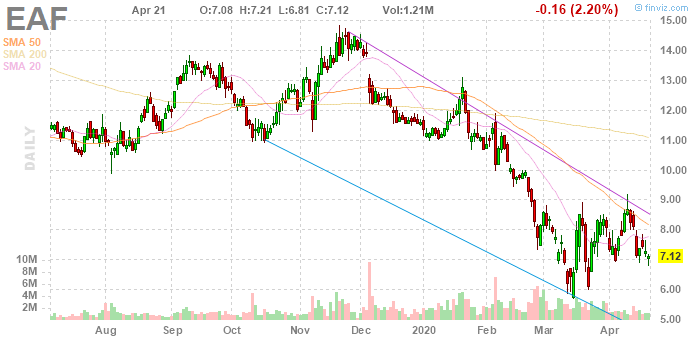 EAF
Apr 21 O:7.08 H:7.21 L:6.81 C:7.12 Vol:1.21M -0.16 (2.20%)
© finviz.com
SMA 50
SMA 200
SMA 20
DAILY
15.00
14.00
13.00
12.00
11.00
10.00
9.00
8.00
7.12
6.00
5.00
10M
8M
6M
4M
2M
Aug Sep Oct Nov Dec 2020 Feb Mar Apr